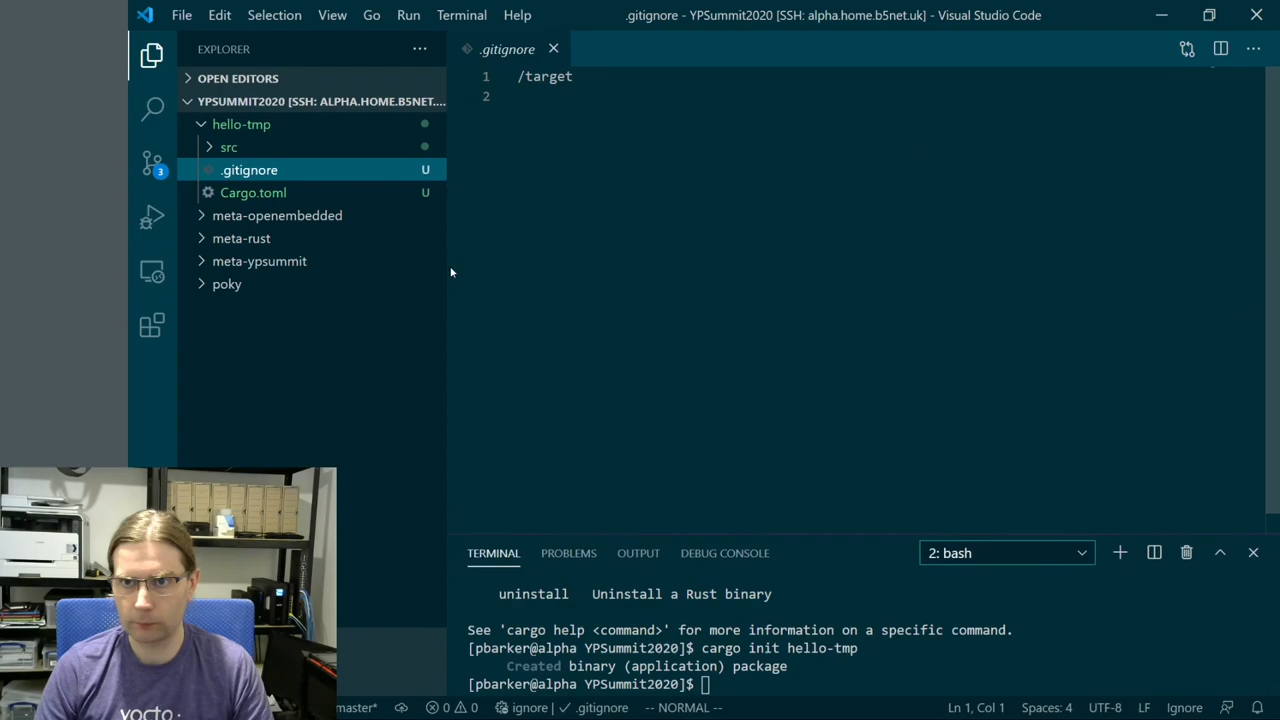 File Edit Selection View Go Run Terminal Help .gitignore - YPSummit2020 [SSH: alpha.home.b5net.uk] - Visual Studio Code
EXPLORER
OPEN EDITORS
YPSUMMIT2020 [SSH: ALPHA.HOME.B5NET....
hello-tmp
src
.gitignore U
Cargo.toml U
meta-openembedded
meta-rust
meta-ypsummit
poky
3
.gitignore
1 /target
2
TERMINAL PROBLEMS OUTPUT DEBUG CONSOLE 2: bash
uninstall Uninstall a Rust binary
See 'cargo help <command>' for more information on a specific command.
[pbarker@alpha YPSummit2020]$ cargo init hello-tmp
Created binary (application) package
[pbarker@alpha YPSummit2020]$
master* 0 0 ignore | .gitignore -- NORMAL -- Ln 1, Col 1 Spaces: 4 UTF-8 LF Ignore
yocto